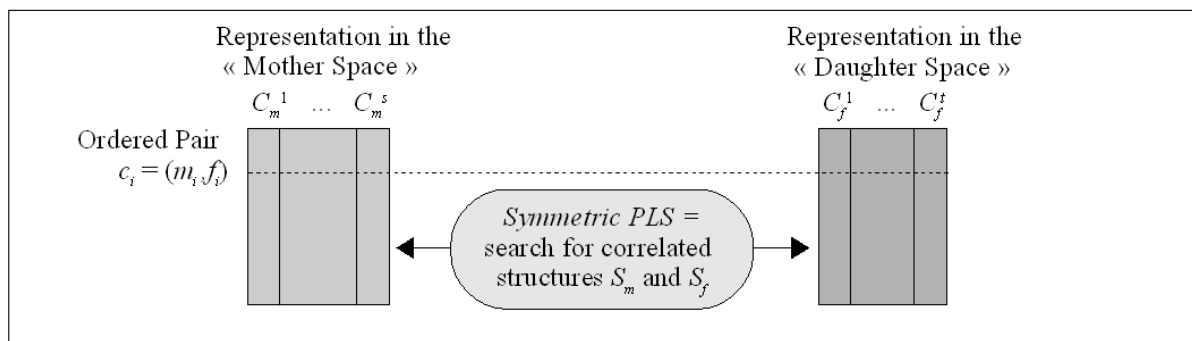 Representation in the
« Mother Space »
Representation in the
« Daughter Space »
C_m^1 ... C_m^s
C_f^1 ... C_f^t
Ordered Pair
c_i = (m_i,f_i)
Symmetric PLS =
search for correlated
structures S_m and S_f